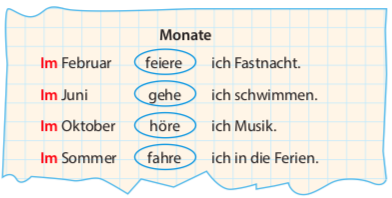 Monate
Im Februar feiere ich Fastnacht.
Im Juni gehe ich schwimmen.
Im Oktober höre ich Musik.
Im Sommer fahre ich in die Ferien.